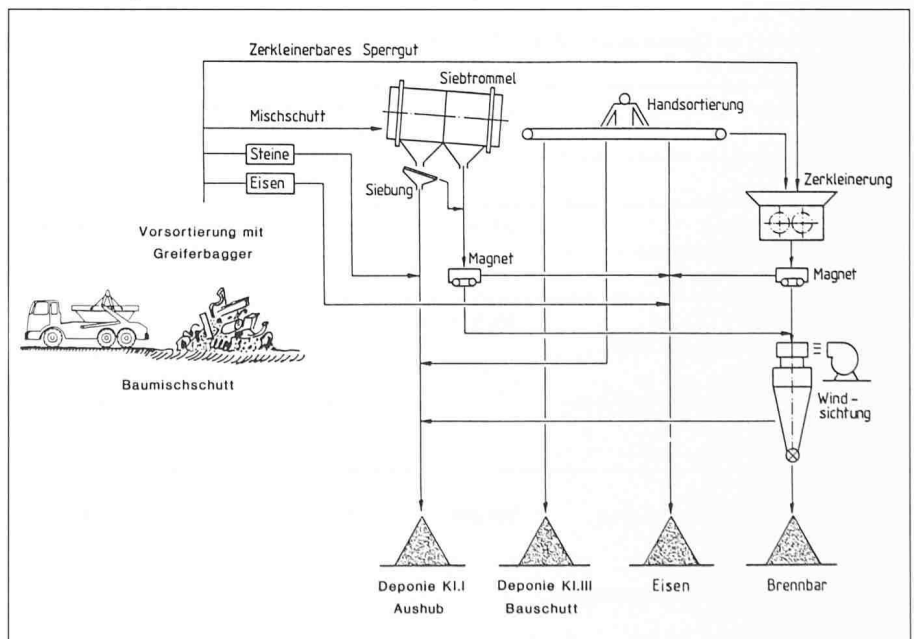 Zerkleinerbares Sperrgut
Siebtrommel
Mischschutt
Handsortierung
Steine
Eisen
Siebung
Zerkleinerung
Vorsortierung mit
Greiferbagger
Magnet
Magnet
Baumischschutt
Wind-
sichtung
Deponie Kl.I
Aushub
Deponie Kl.III
Bauschutt
Eisen
Brennbar